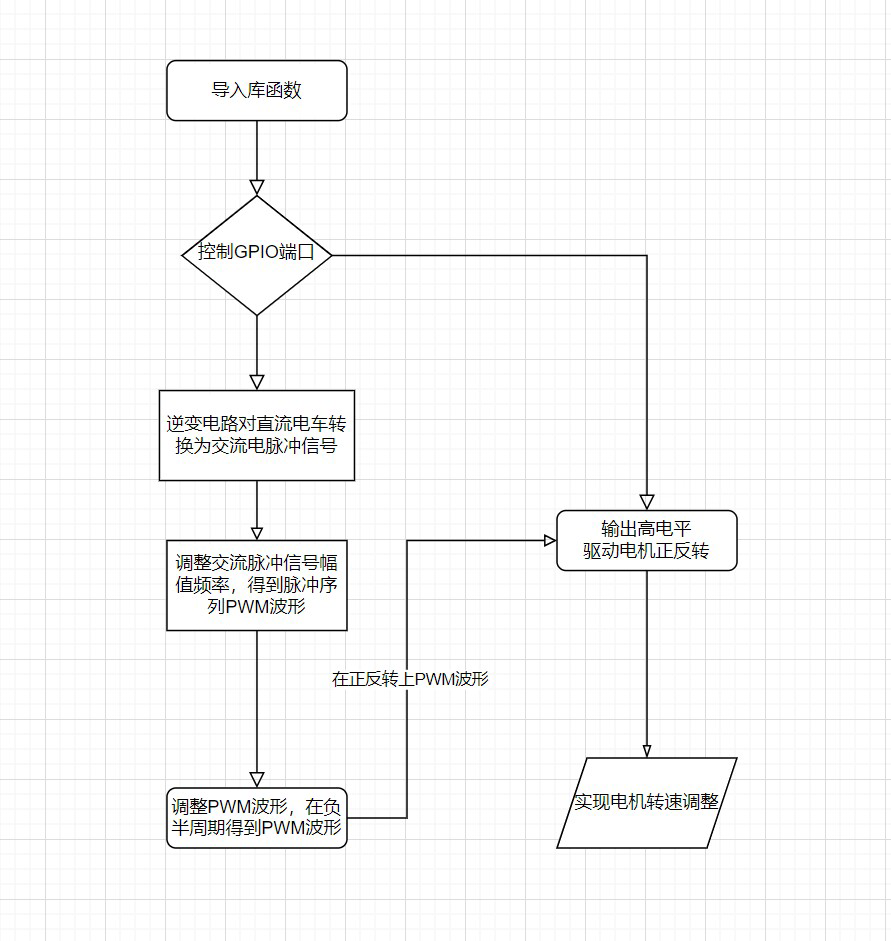 导入库函数
控制GPIO端口
逆变电路对直流电车转
换为交流电脉冲信号
调整交流脉冲信号幅
值频率，得到脉冲序
列PWM波形
调整PWM波形，在负
半周期得到PWM波形
在正反转上PWM波形
输出高电平
驱动电机正反转
实现电机转速调整